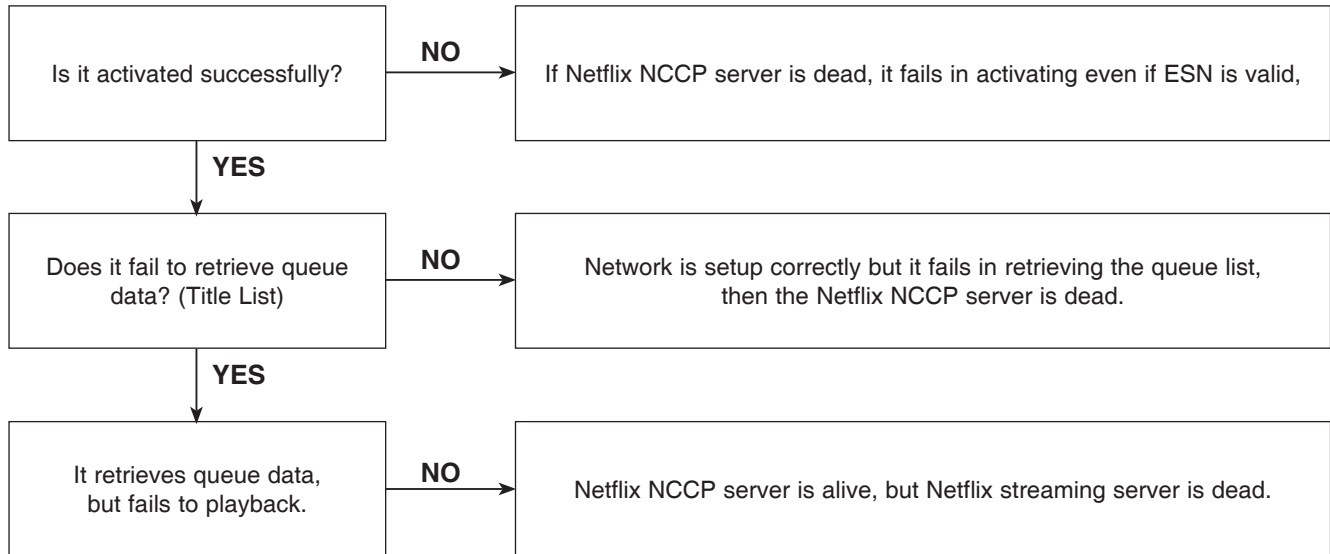 Is it activated successfully?
NO
If Netflix NCCP server is dead, it fails in activating even if ESN is valid,
YES
Does it fail to retrieve queue
data? (Title List)
NO
Network is setup correctly but it fails in retrieving the queue list,
then the Netflix NCCP server is dead.
YES
It retrieves queue data,
but fails to playback.
NO
Netflix NCCP server is alive, but Netflix streaming server is dead.